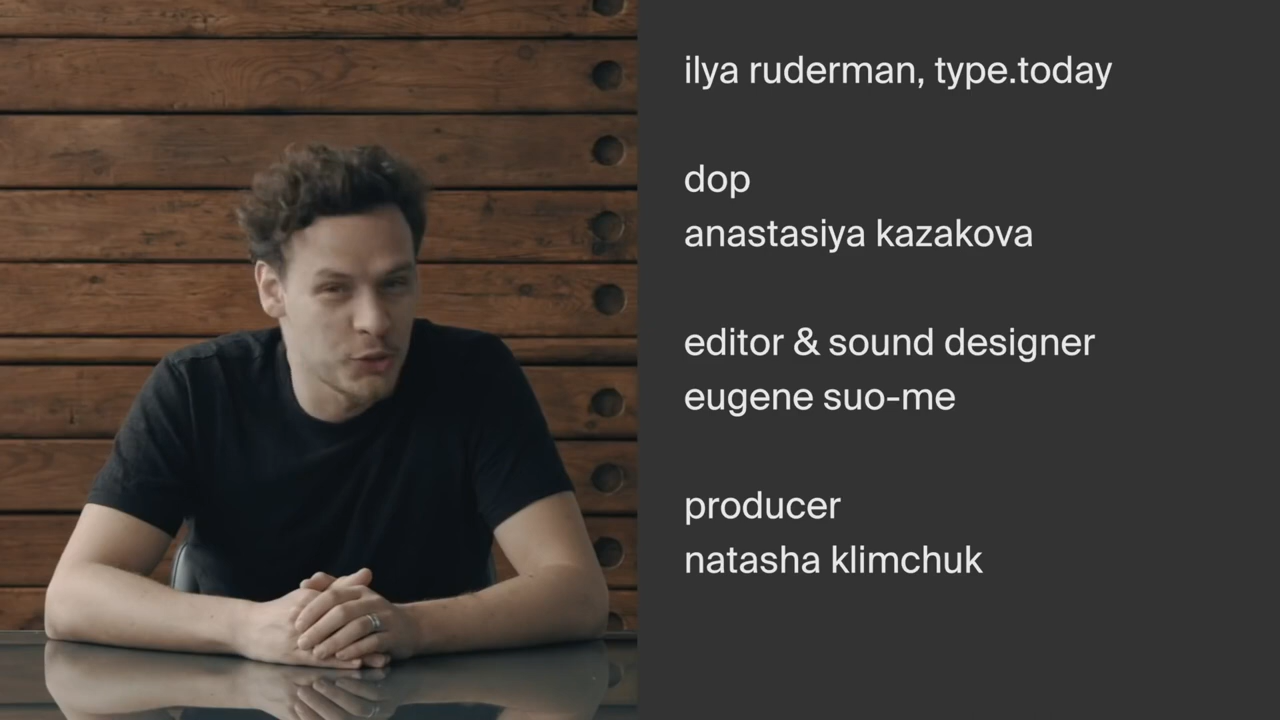 ilya ruderman, type.today
dop
anastasiya kazakova
editor & sound designer
eugene suo-me
producer
natasha klimchuk